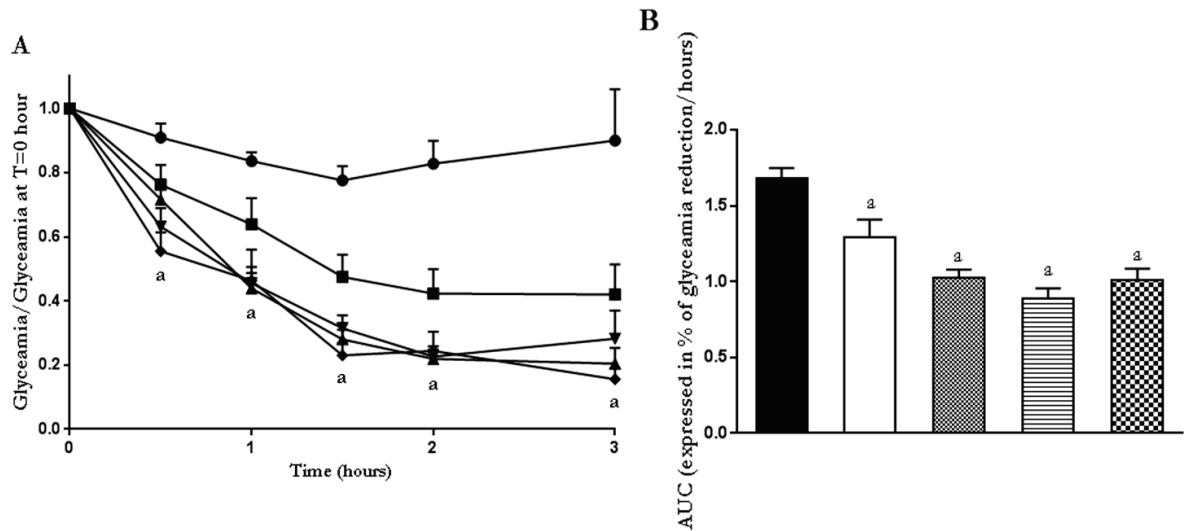 A
Glyceamia/Glyceamia at T=0 hour
1.0
0.8
0.6
0.4
0.2
0.0
a
a
a
a
a
0
1
2
3
Time (hours)
B
AUC (expressed in % of glyceamia reduction/hours)
2.0
1.5
1.0
0.5
0.0
a
a
a
a